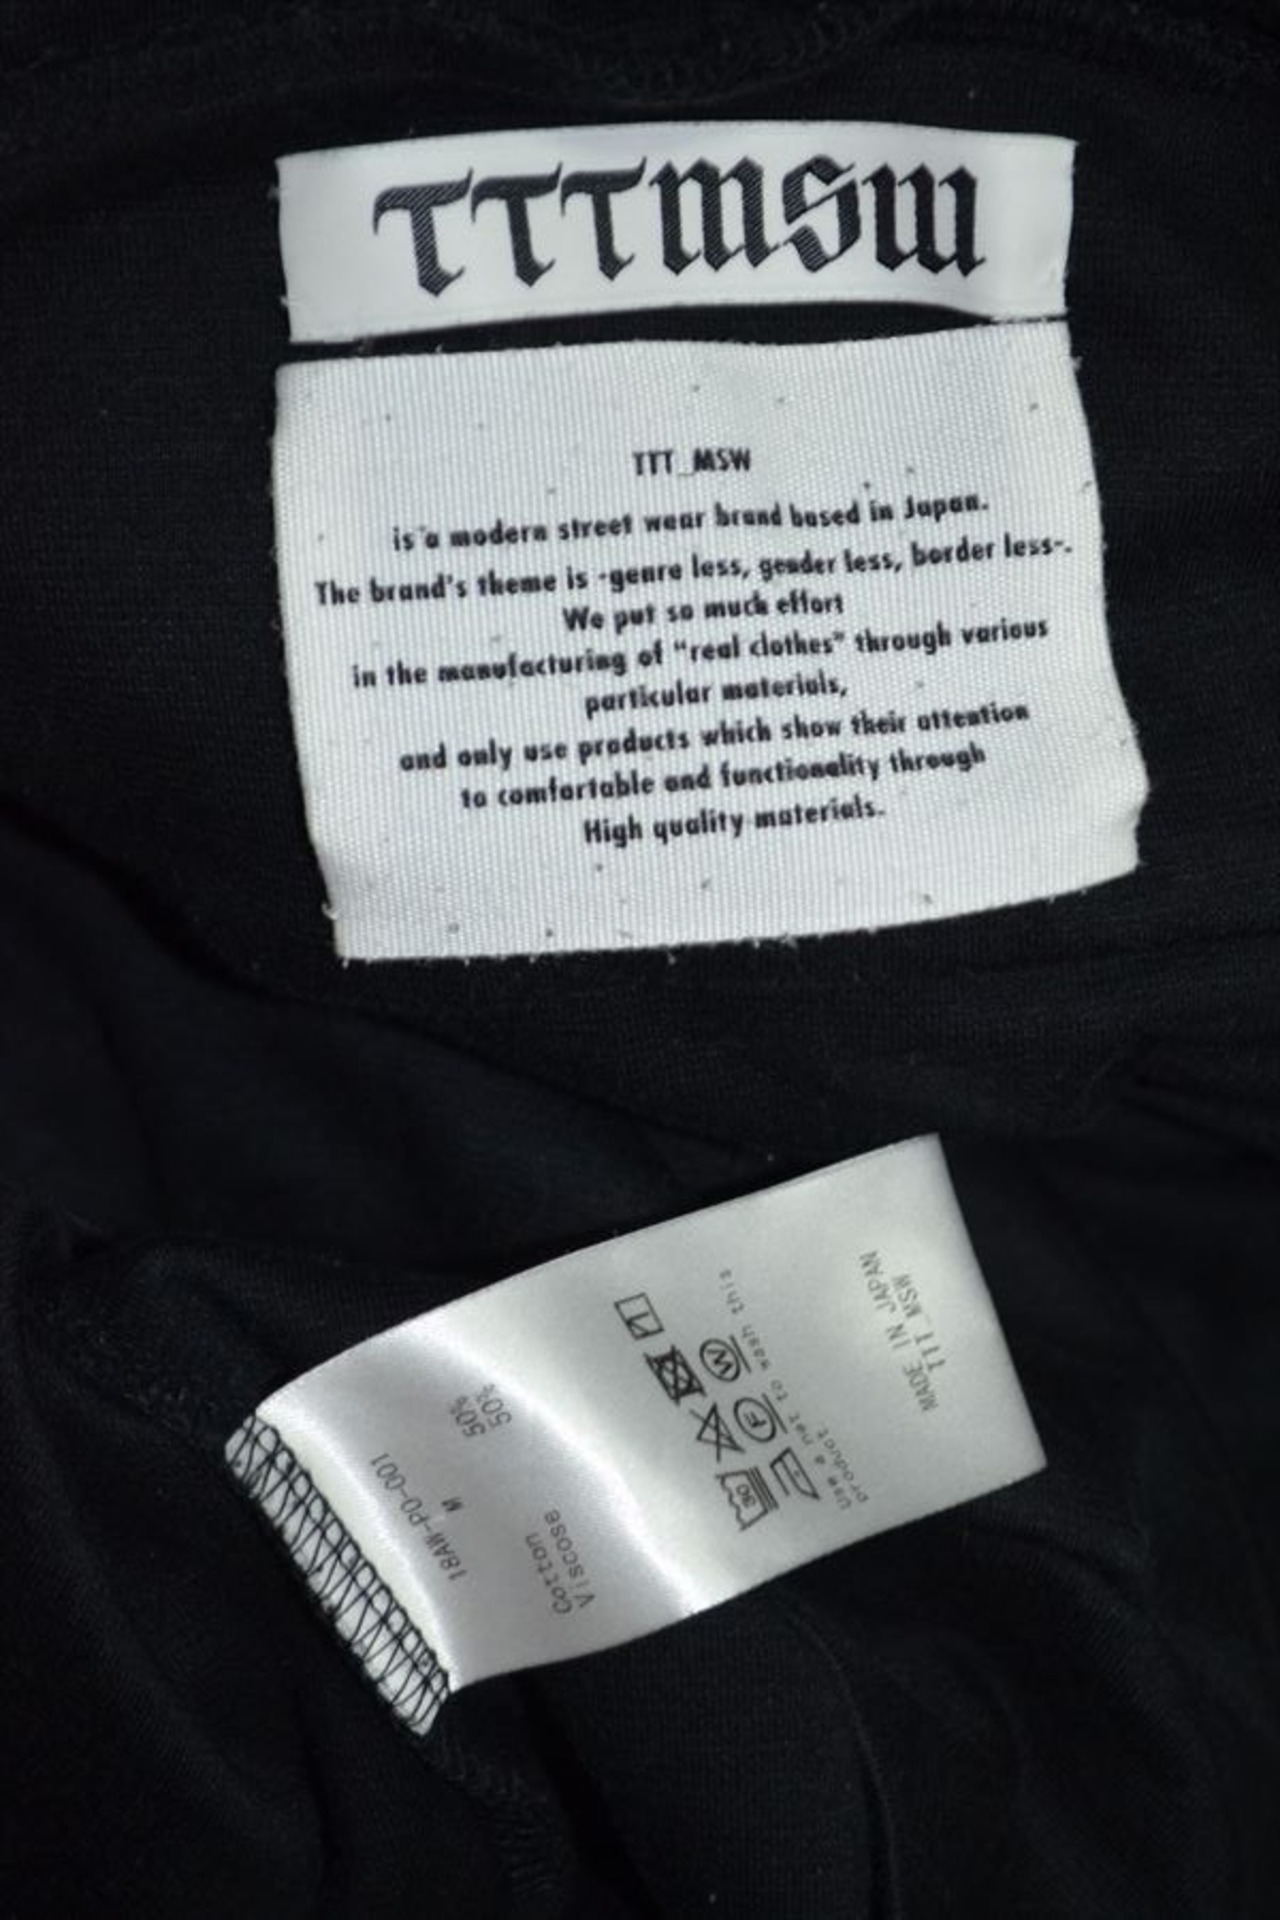 TTTMSW
TTT_MSW
is a modern street wear brand based in Japan.
The brand's theme is -genre less, gender less, border less-.
We put so much effort
in the manufacturing of "real clothes" through various
particular materials,
and only use products which show their attention
to comfortable and functionality through
High quality materials.
18AW-PO-001
M
Cotton 50%
Viscose 50%
30
F W
Use a net to wash this
product.
MADE IN JAPAN
TTT_MSW